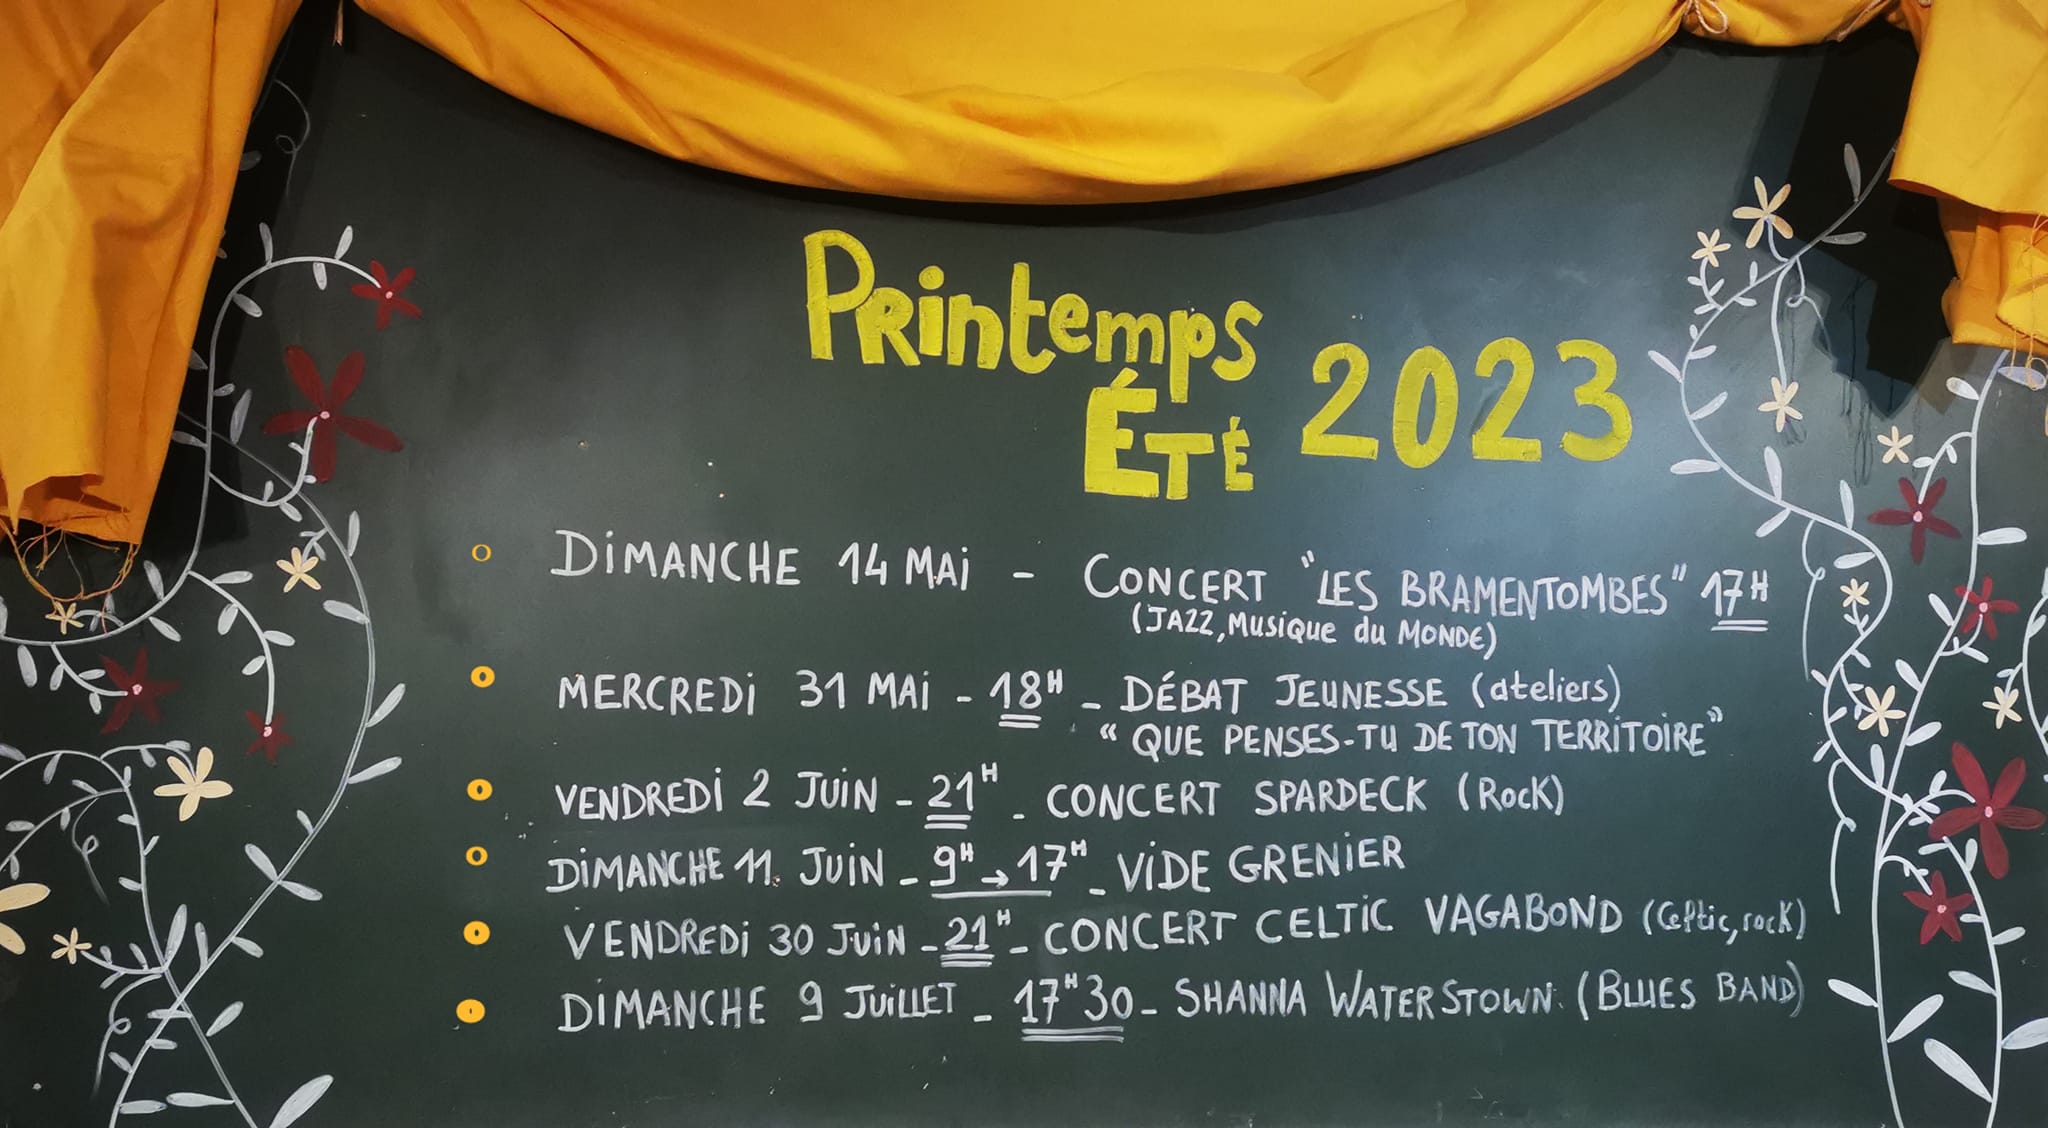 Printemps
Été 2023
DiMANCHE 14 MAi - CONCERT "LES BRAMENTOMBES" 17H
(JAZZ, Musique du MONDE)
MERCREDi 31 MAi - 18H - DÉBAT JEUNESSE (ateliers)
"QUE PENSES-TU DE TON TERRiTOiRE"
VENDREDi 2 JUiN - 21H - CONCERT SPARDECK (RocK)
DiMANCHE 11 JUiN - 9H → 17H - ViDE GRENiER
VENDREDi 30 JUiN - 21H - CONCERT CELTiC VAGABOND (Celtic, rocK)
DiMANCHE 9 JUiLLET - 17H30 - SHANNA WATERSTOWN (BLUES BAND)